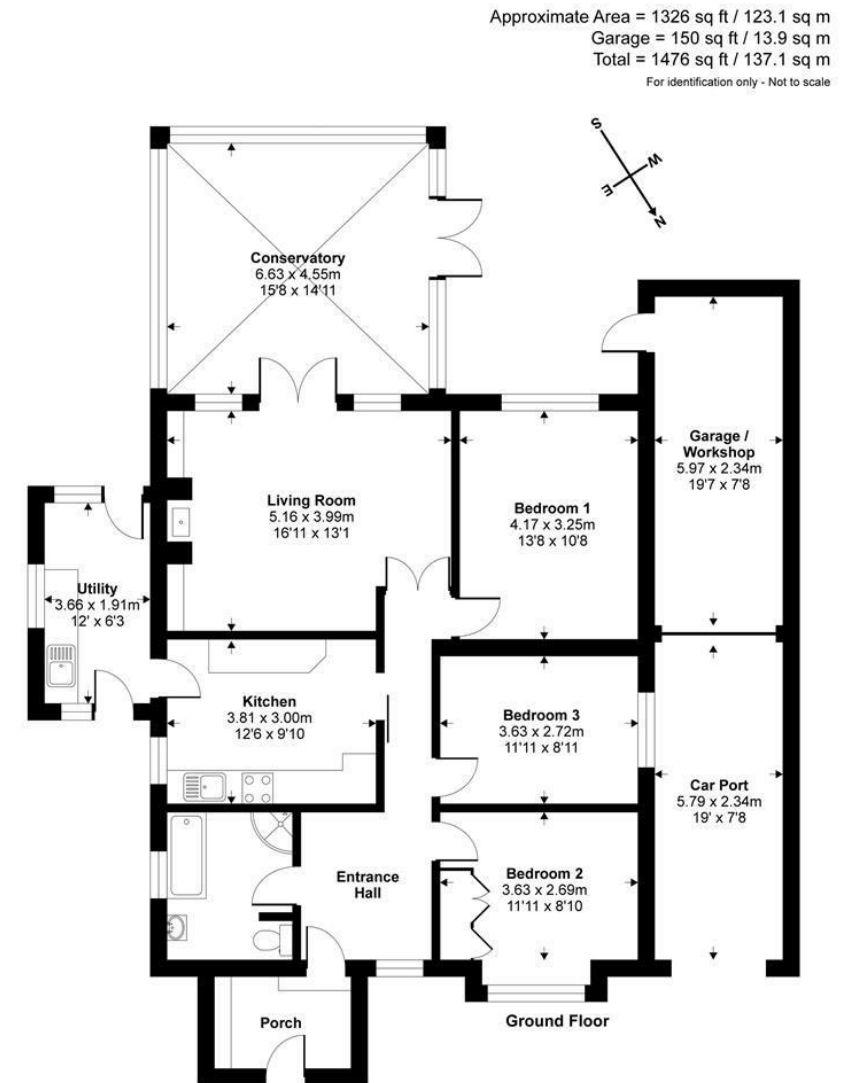 Approximate Area = 1326 sq ft / 123.1 sq m
Garage = 150 sq ft / 13.9 sq m
Total = 1476 sq ft / 137.1 sq m
For identification only - Not to scale
S
W
E
N
Conservatory
6.63 x 4.55m
15'8 x 14'11
Garage /
Workshop
5.97 x 2.34m
19'7 x 7'8
Living Room
5.16 x 3.99m
16'11 x 13'1
Bedroom 1
4.17 x 3.25m
13'8 x 10'8
Utility
3.66 x 1.91m
12' x 6'3
Kitchen
3.81 x 3.00m
12'6 x 9'10
Bedroom 3
3.63 x 2.72m
11'11 x 8'11
Car Port
5.79 x 2.34m
19' x 7'8
Entrance
Hall
Bedroom 2
3.63 x 2.69m
11'11 x 8'10
Porch
Ground Floor